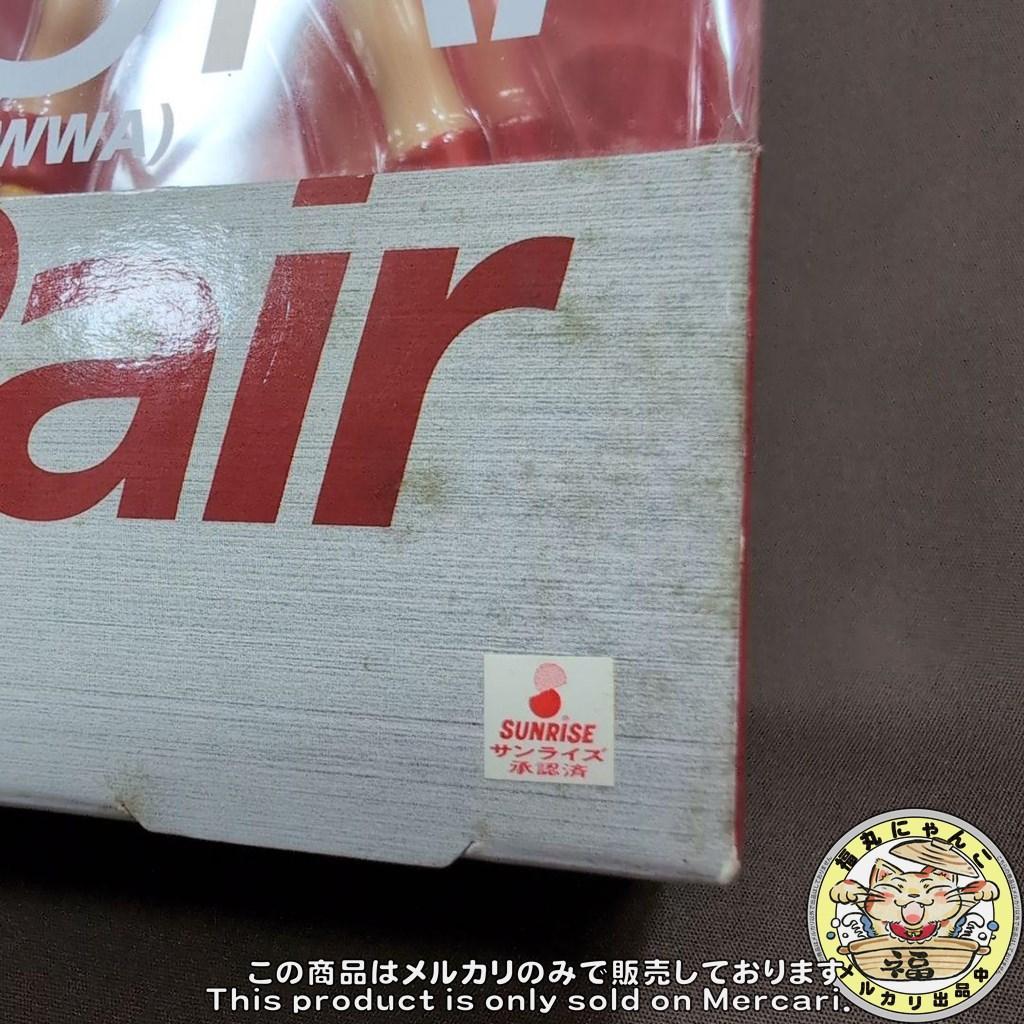 WWA)
Pair
SUNRISE
サンライズ
承認済
福丸にゃんこ
福
メルカリ出品中
この商品はメルカリのみで販売しております。
This product is only sold on Mercari.